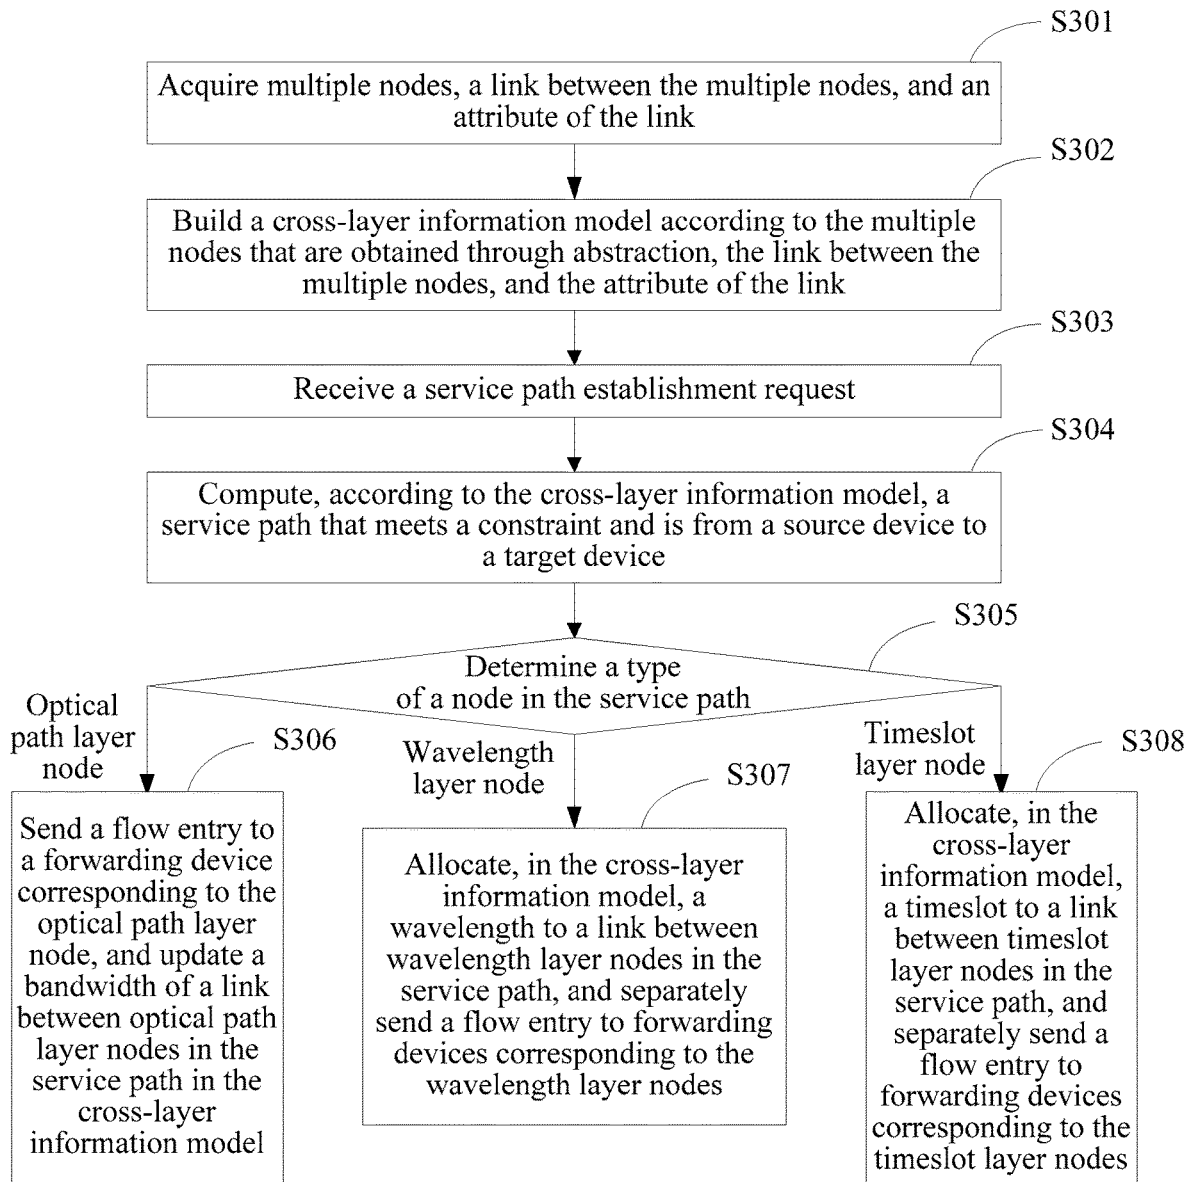 S301
Acquire multiple nodes, a link between the multiple nodes, and an
attribute of the link
S302
Build a cross-layer information model according to the multiple
nodes that are obtained through abstraction, the link between the
multiple nodes, and the attribute of the link
S303
Receive a service path establishment request
S304
Compute, according to the cross-layer information model, a
service path that meets a constraint and is from a source device to
a target device
S305
Determine a type
of a node in the service path
Optical
path layer
node
S306
Send a flow entry to
a forwarding device
corresponding to the
optical path layer
node, and update a
bandwidth of a link
between optical path
layer nodes in the
service path in the
cross-layer
information model
Wavelength
layer node
S307
Allocate, in the cross-layer
information model, a
wavelength to a link between
wavelength layer nodes in the
service path, and separately
send a flow entry to forwarding
devices corresponding to the
wavelength layer nodes
Timeslot
layer node
S308
Allocate, in the
cross-layer
information model,
a timeslot to a link
between timeslot
layer nodes in the
service path, and
separately send a
flow entry to
forwarding devices
corresponding to the
timeslot layer nodes